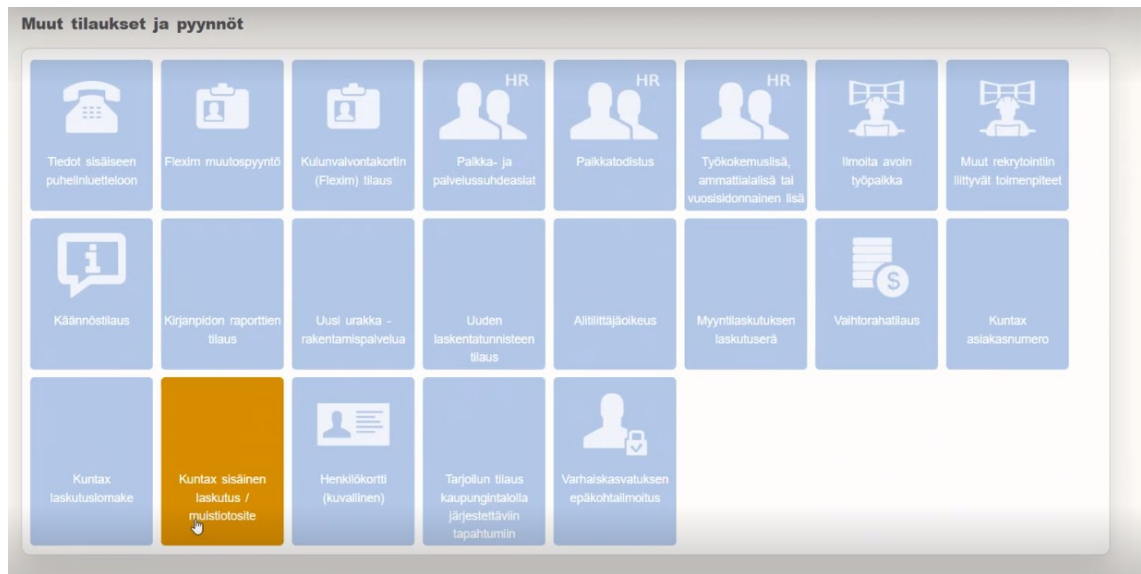 Muut tilaukset ja pyynnöt
HR
HR
HR
Tiedot sisäiseen
puhelinluetteloon
Flexim muutospyyntö
Kulunvalvontakortin
(Flexim) tilaus
Palkka- ja
palvelussuhdeasiat
Palkkatodistus
Työkokemuslisä,
ammattialalisä tai
vuosisidonnainen lisä
Ilmoita avoin
työpaikka
Muut rekrytointiin
liittyvät toimenpiteet
Käännöstilaus
Kirjanpidon raporttien
tilaus
Uusi urakka -
rakentamispalvelua
Uuden
laskentatunnisteen
tilaus
Alitilittäjäoikeus
Myyntilaskutuksen
laskutuserä
Vaihtorahatilaus
Kuntax
asiakasnumero
Kuntax
laskutuslomake
Kuntax sisäinen
laskutus /
muistiotosite
Henkilökortti
(kuvallinen)
Tarjoilun tilaus
kaupungintalolla
järjestettäviin
tapahtumiin
Varhaiskasvatuksen
epäkohtailmoitus